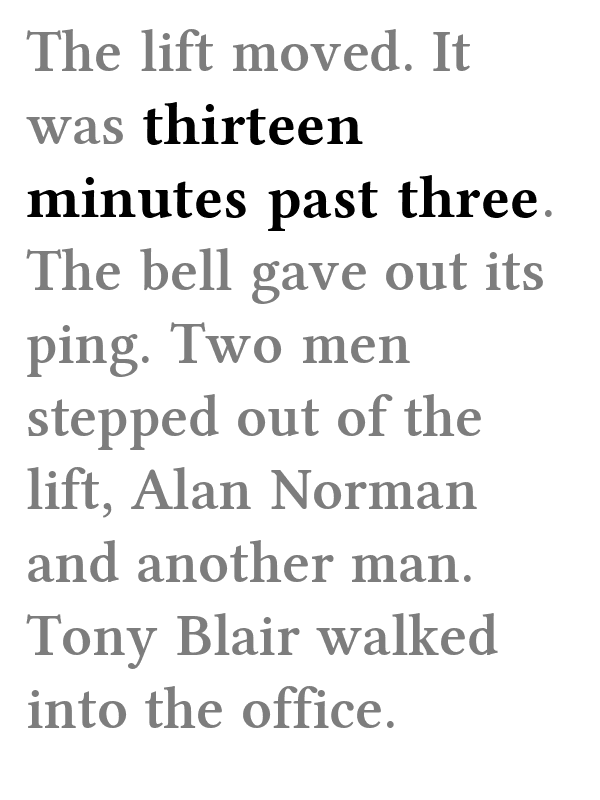 The lift moved. It
was thirteen
minutes past three.
The bell gave out its
ping. Two men
stepped out of the
lift, Alan Norman
and another man.
Tony Blair walked
into the office.